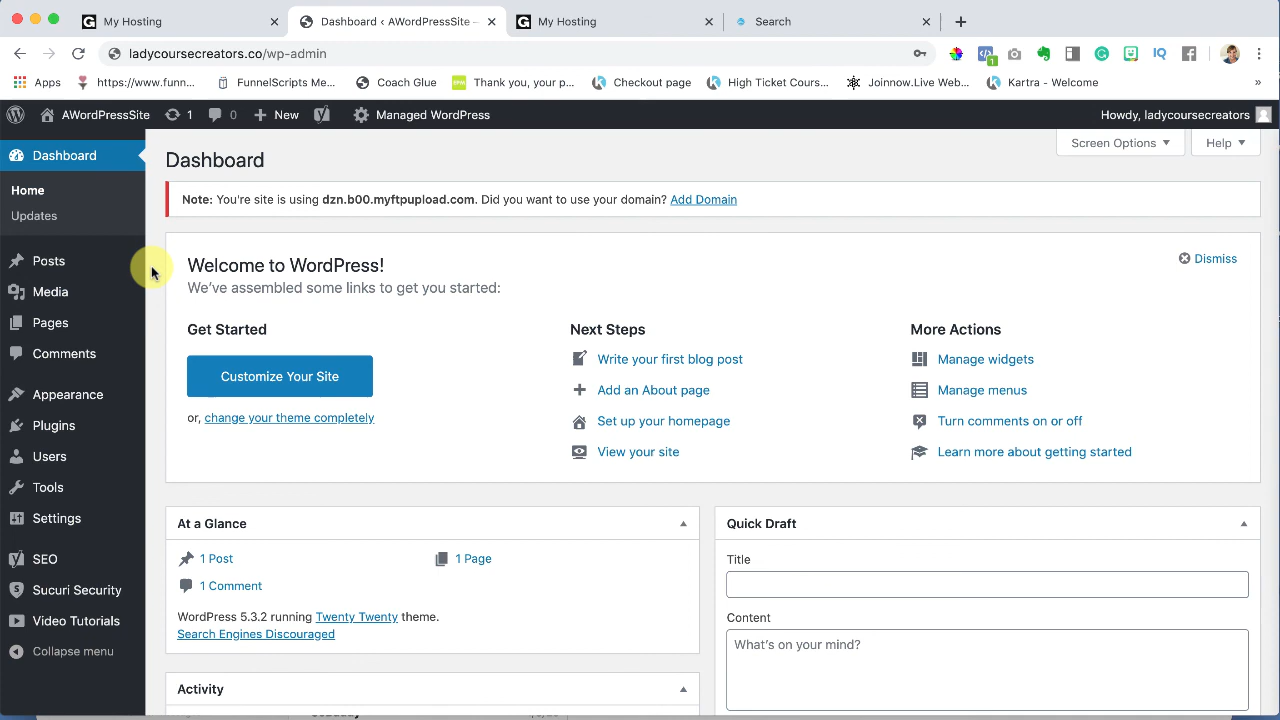 My Hosting
Dashboard ‹ AWordPressSite –
My Hosting
Search
ladycoursecreators.co/wp-admin
Apps
https://www.funn...
FunnelScripts Me...
Coach Glue
Thank you, your p...
Checkout page
High Ticket Cours...
Joinnow.Live Web...
Kartra - Welcome
»
AWordPressSite
1
0
New
Managed WordPress
Howdy, ladycoursecreators
Dashboard
Home
Updates
Posts
Media
Pages
Comments
Appearance
Plugins
Users
Tools
Settings
SEO
Sucuri Security
Video Tutorials
Collapse menu
Screen Options
Help
Dashboard
Note: You're site is using dzn.b00.myftpupload.com. Did you want to use your domain? Add Domain
Welcome to WordPress!
Dismiss
We've assembled some links to get you started:
Get Started
Customize Your Site
or, change your theme completely
Next Steps
Write your first blog post
Add an About page
Set up your homepage
View your site
More Actions
Manage widgets
Manage menus
Turn comments on or off
Learn more about getting started
At a Glance
1 Post
1 Page
1 Comment
WordPress 5.3.2 running Twenty Twenty theme.
Search Engines Discouraged
Activity
Quick Draft
Title
Content
What's on your mind?